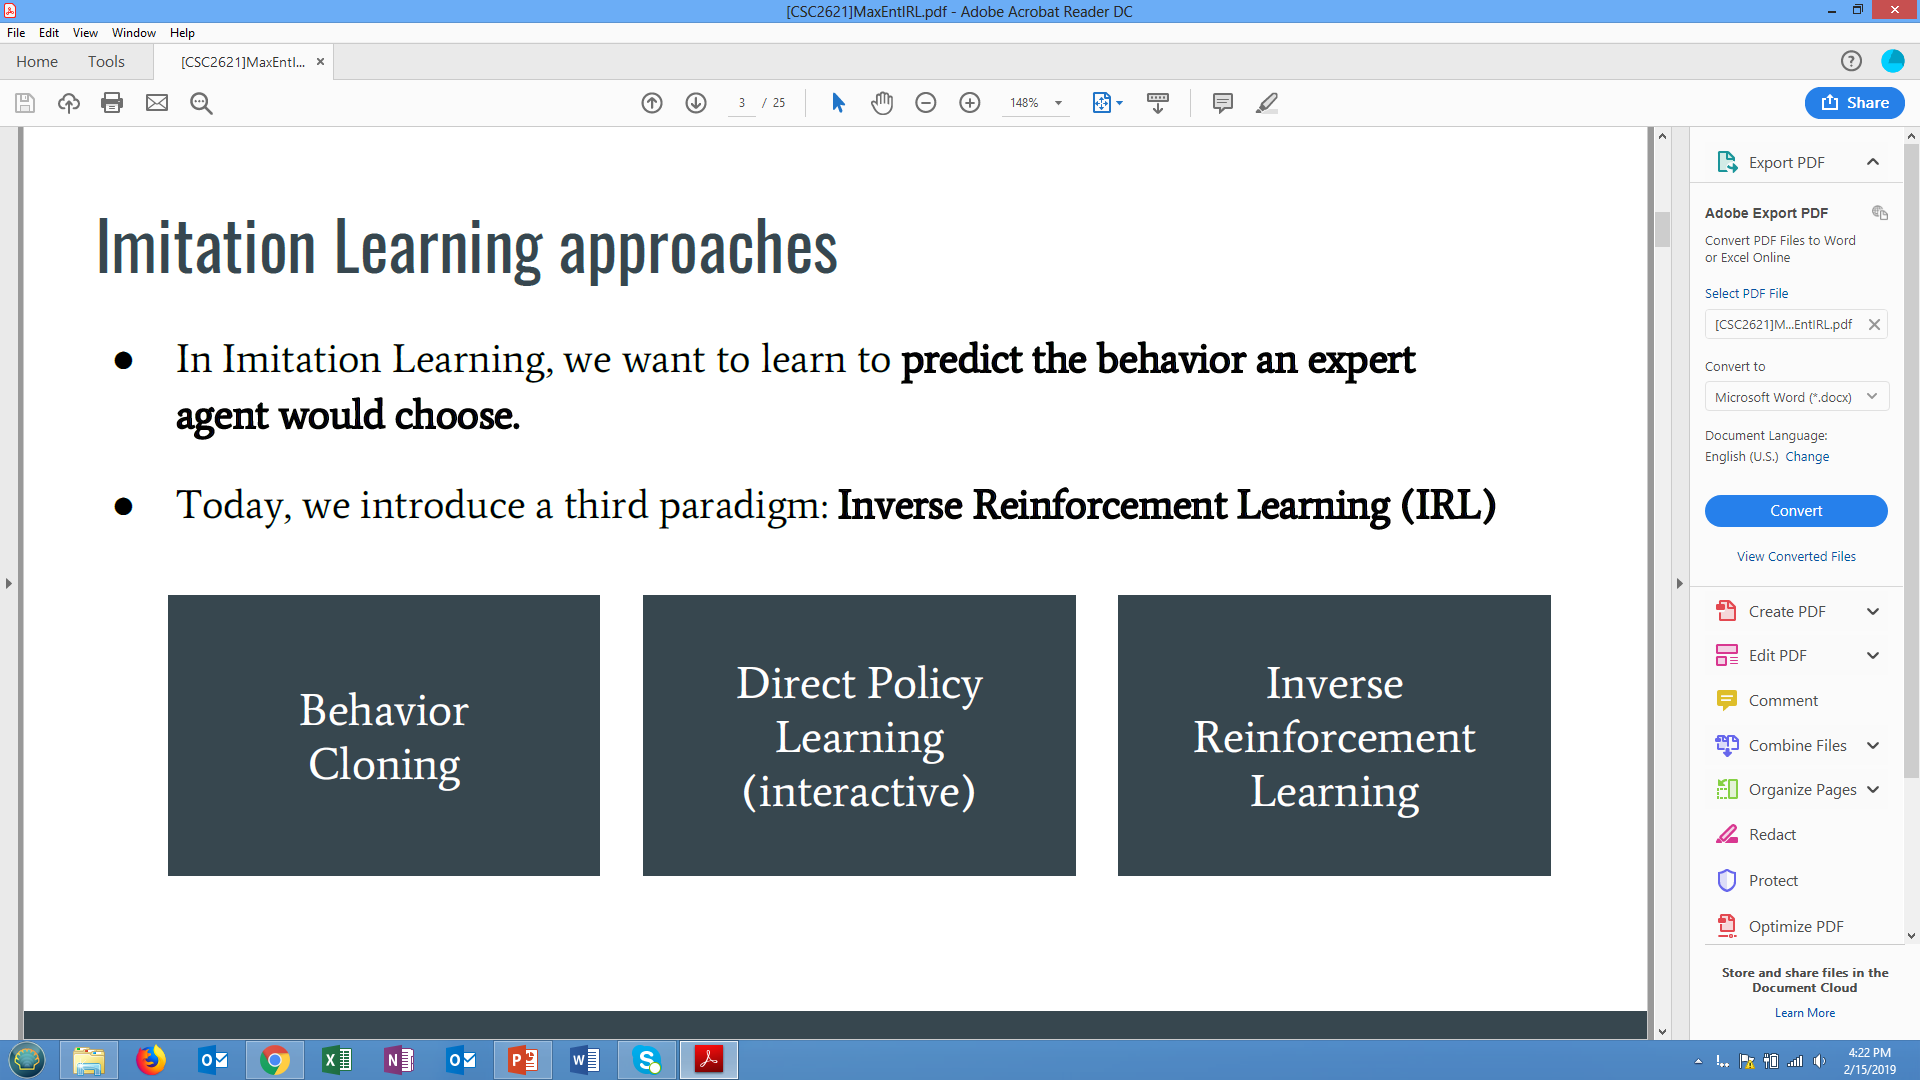 [CSC2621]MaxEntIRL.pdf - Adobe Acrobat Reader DC
File Edit View Window Help
Home Tools [CSC2621]MaxEntI...
3 / 25 148% Share
Imitation Learning approaches
● In Imitation Learning, we want to learn to predict the behavior an expert
agent would choose.
● Today, we introduce a third paradigm: Inverse Reinforcement Learning (IRL)
Behavior
Cloning
Direct Policy
Learning
(interactive)
Inverse
Reinforcement
Learning
Export PDF
Adobe Export PDF
Convert PDF Files to Word
or Excel Online
Select PDF File
[CSC2621]M...EntIRL.pdf
Convert to
Microsoft Word (*.docx)
Document Language:
English (U.S.) Change
Convert
View Converted Files
Create PDF
Edit PDF
Comment
Combine Files
Organize Pages
Redact
Protect
Optimize PDF
Store and share files in the
Document Cloud
Learn More
4:22 PM
2/15/2019